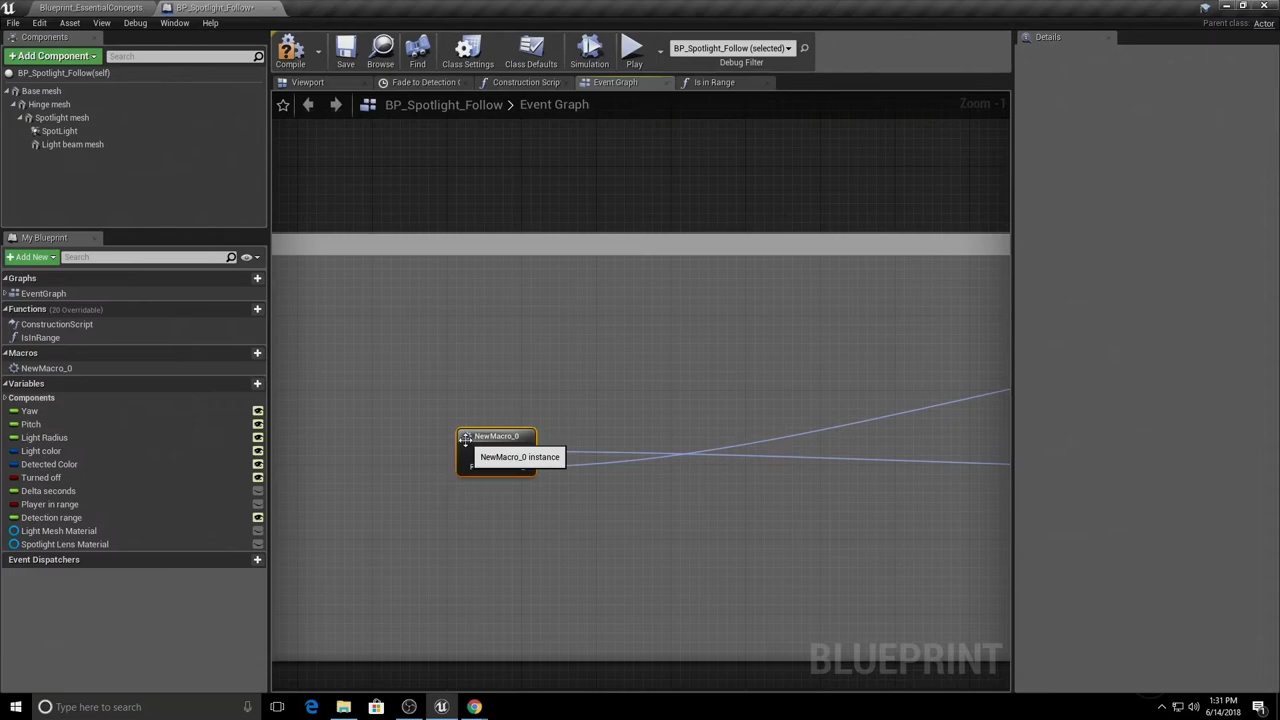 Blueprint_EssentialConcepts
BP_Spotlight_Follow*
File
Edit
Asset
View
Debug
Window
Help
Parent class: Actor
Components
+ Add Component
Search
BP_Spotlight_Follow(self)
Base mesh
Hinge mesh
Spotlight mesh
SpotLight
Light beam mesh
My Blueprint
+ Add New
Search
Graphs
EventGraph
Functions (20 Overridable)
ConstructionScript
IsInRange
Macros
NewMacro_0
Variables
Components
Yaw
Pitch
Light Radius
Light color
Detected Color
Turned off
Delta seconds
Player in range
Detection range
Light Mesh Material
Spotlight Lens Material
Event Dispatchers
Compile
Save
Browse
Find
Class Settings
Class Defaults
Simulation
Play
BP_Spotlight_Follow (selected)
Debug Filter
Viewport
Fade to Detection C
Construction Scrip
Event Graph
Is in Range
BP_Spotlight_Follow > Event Graph
Zoom -1
NewMacro_0
NewMacro_0 instance
BLUEPRINT
Details
Type here to search
1:31 PM
6/14/2018